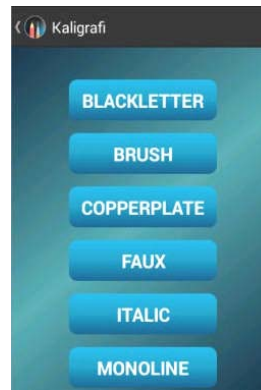 Kaligrafi
BLACKLETTER
BRUSH
COPPERPLATE
FAUX
ITALIC
MONOLINE